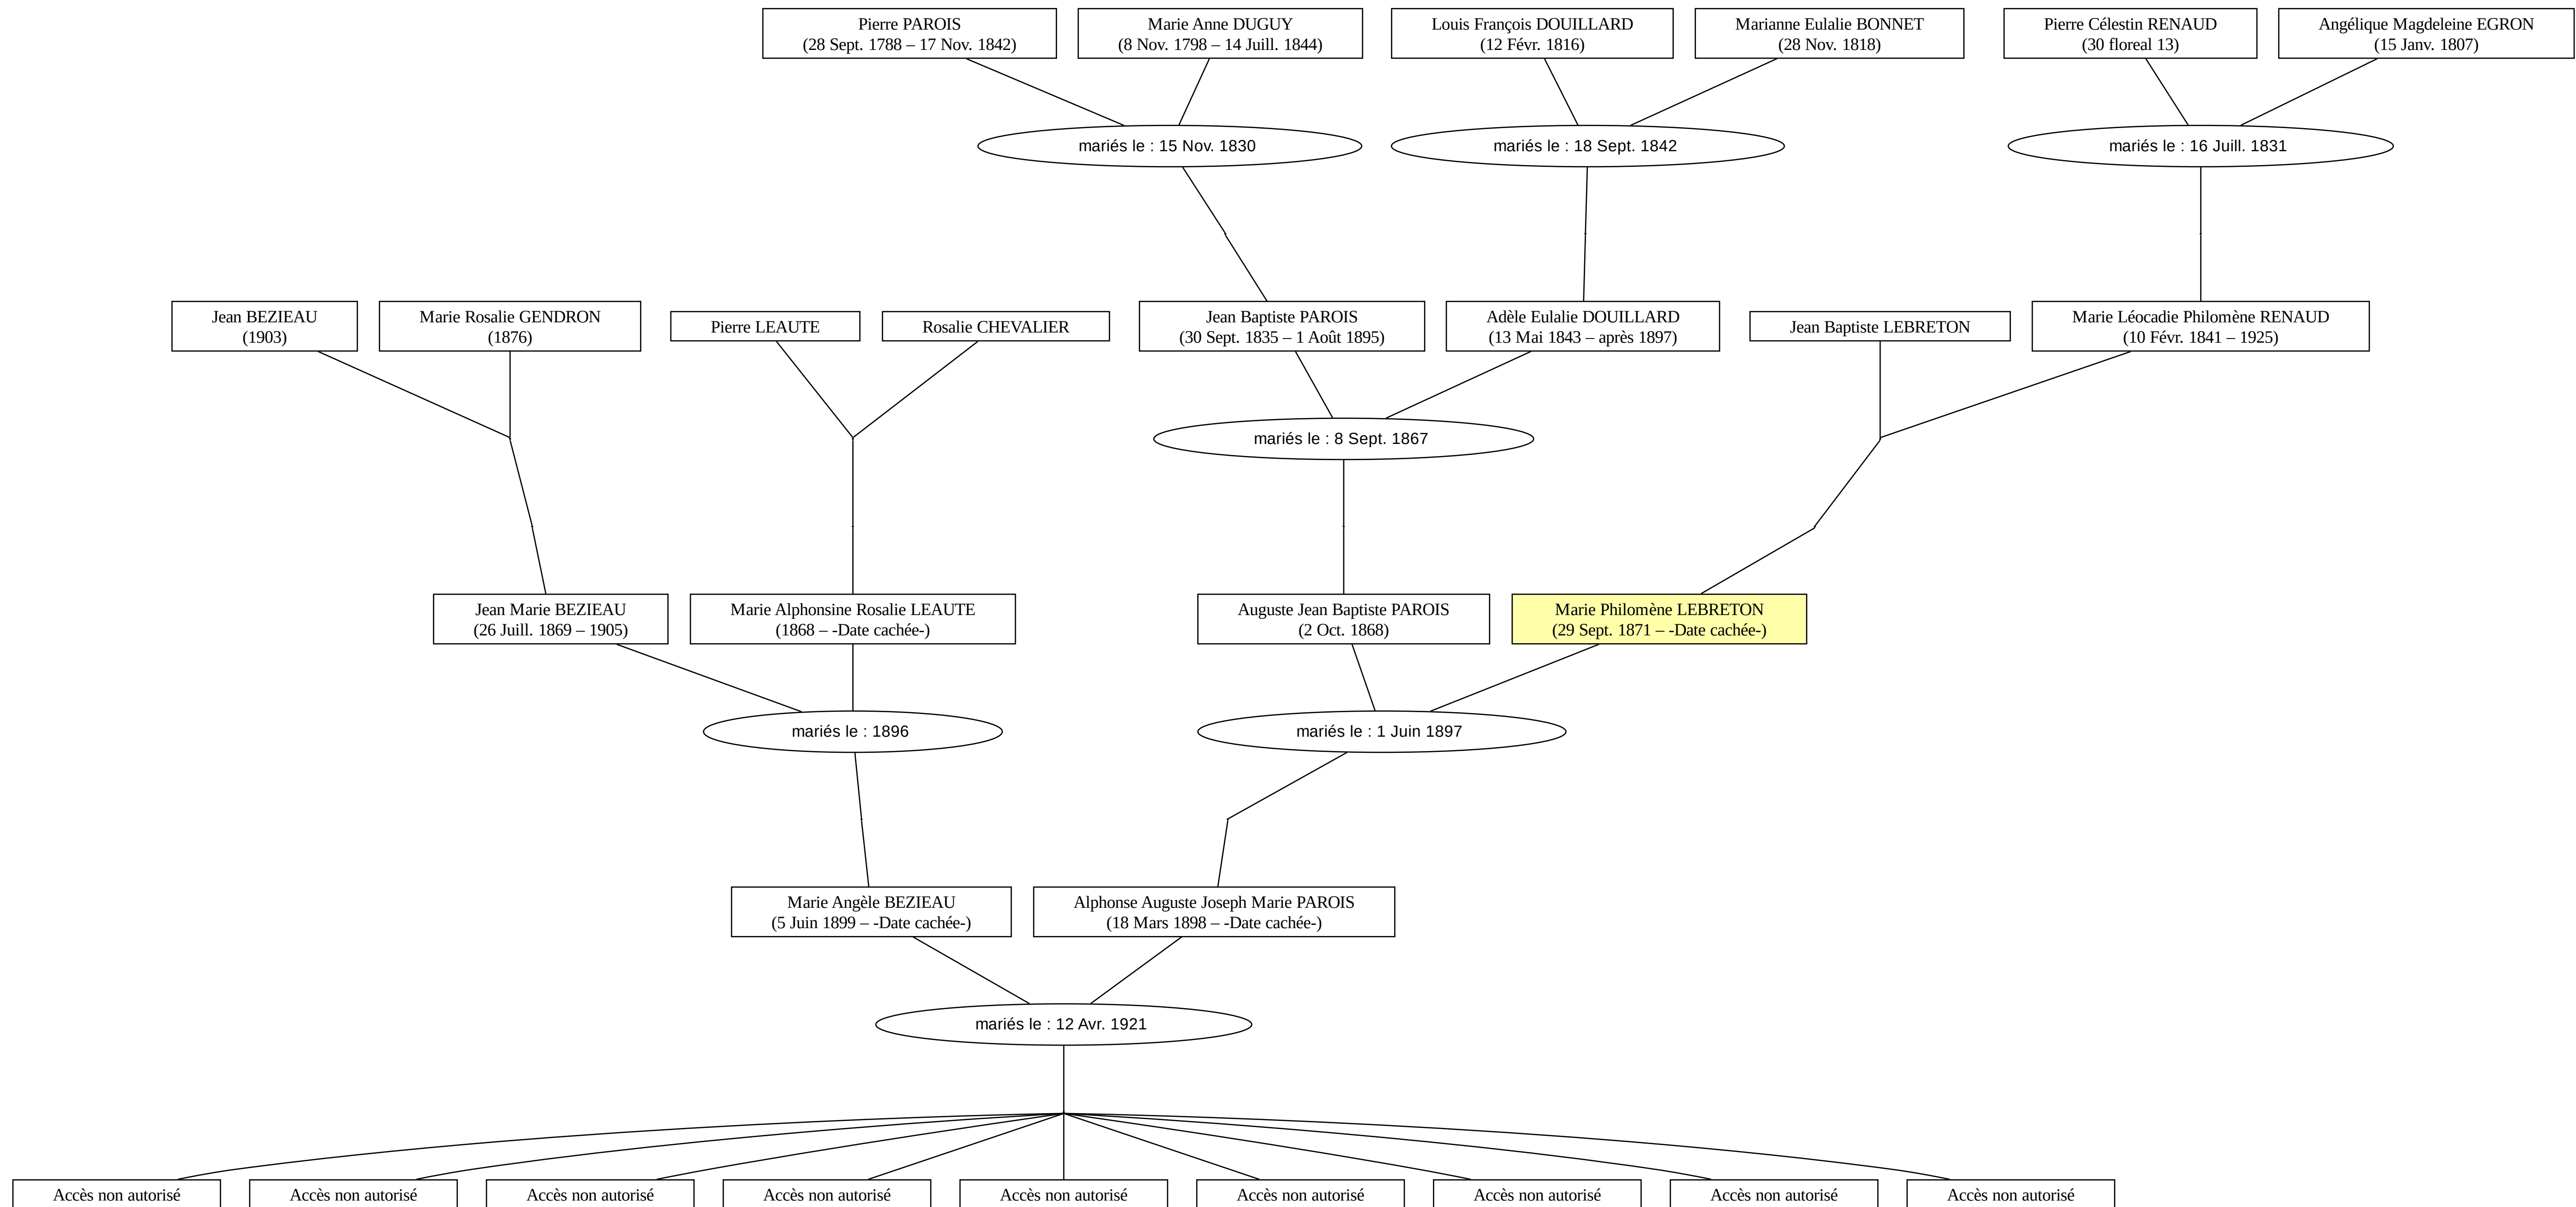 Pierre PAROIS
(28 Sept. 1788 – 17 Nov. 1842)
Marie Anne DUGUY
(8 Nov. 1798 – 14 Juill. 1844)
Louis François DOUILLARD
(12 Févr. 1816)
Marianne Eulalie BONNET
(28 Nov. 1818)
Pierre Célestin RENAUD
(30 floreal 13)
Angélique Magdeleine EGRON
(15 Janv. 1807)
mariés le : 15 Nov. 1830
mariés le : 18 Sept. 1842
mariés le : 16 Juill. 1831
Jean BEZIEAU
(1903)
Marie Rosalie GENDRON
(1876)
Pierre LEAUTE
Rosalie CHEVALIER
Jean Baptiste PAROIS
(30 Sept. 1835 – 1 Août 1895)
Adèle Eulalie DOUILLARD
(13 Mai 1843 – après 1897)
Jean Baptiste LEBRETON
Marie Léocadie Philomène RENAUD
(10 Févr. 1841 – 1925)
mariés le : 8 Sept. 1867
Jean Marie BEZIEAU
(26 Juill. 1869 – 1905)
Marie Alphonsine Rosalie LEAUTE
(1868 – -Date cachée-)
Auguste Jean Baptiste PAROIS
(2 Oct. 1868)
Marie Philomène LEBRETON
(29 Sept. 1871 – -Date cachée-)
mariés le : 1896
mariés le : 1 Juin 1897
Marie Angèle BEZIEAU
(5 Juin 1899 – -Date cachée-)
Alphonse Auguste Joseph Marie PAROIS
(18 Mars 1898 – -Date cachée-)
mariés le : 12 Avr. 1921
Accès non autorisé
Accès non autorisé
Accès non autorisé
Accès non autorisé
Accès non autorisé
Accès non autorisé
Accès non autorisé
Accès non autorisé
Accès non autorisé